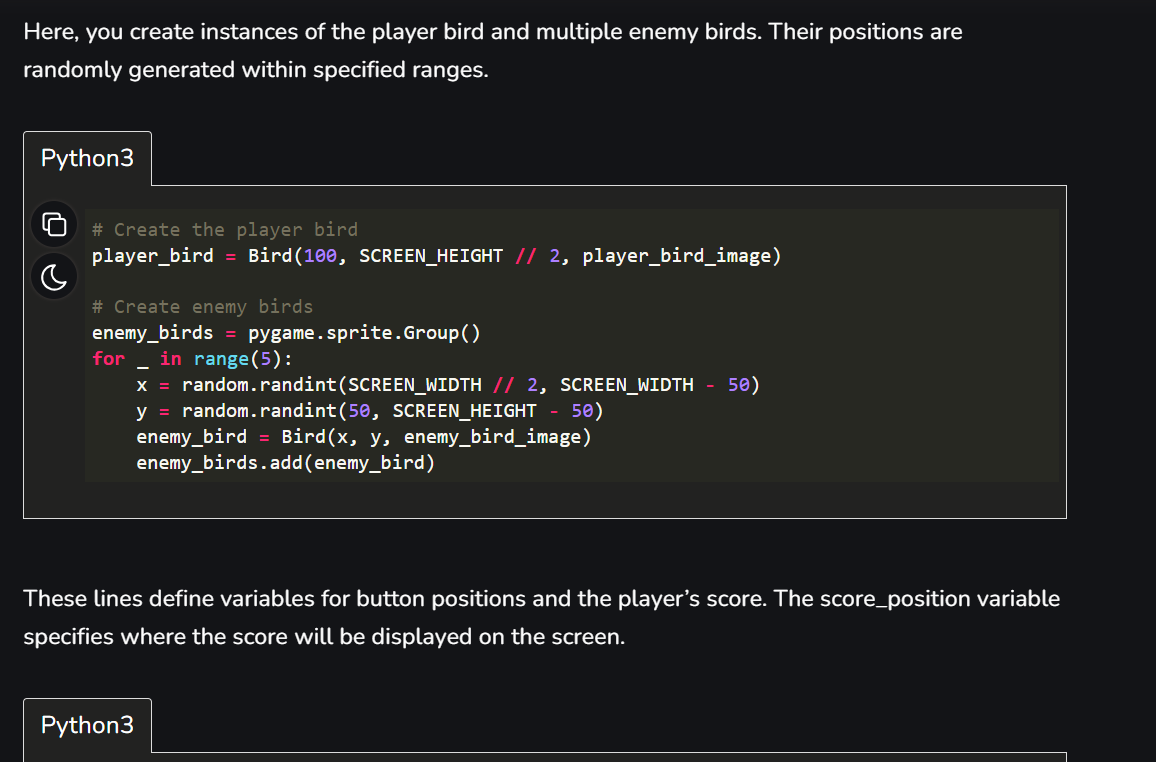 Here, you create instances of the player bird and multiple enemy birds. Their positions are
randomly generated within specified ranges.
Python3
# Create the player bird
player_bird = Bird(100, SCREEN_HEIGHT // 2, player_bird_image)
# Create enemy birds
enemy_birds = pygame.sprite.Group()
for _ in range(5):
    x = random.randint(SCREEN_WIDTH // 2, SCREEN_WIDTH - 50)
    y = random.randint(50, SCREEN_HEIGHT - 50)
    enemy_bird = Bird(x, y, enemy_bird_image)
    enemy_birds.add(enemy_bird)
These lines define variables for button positions and the player’s score. The score_position variable
specifies where the score will be displayed on the screen.
Python3